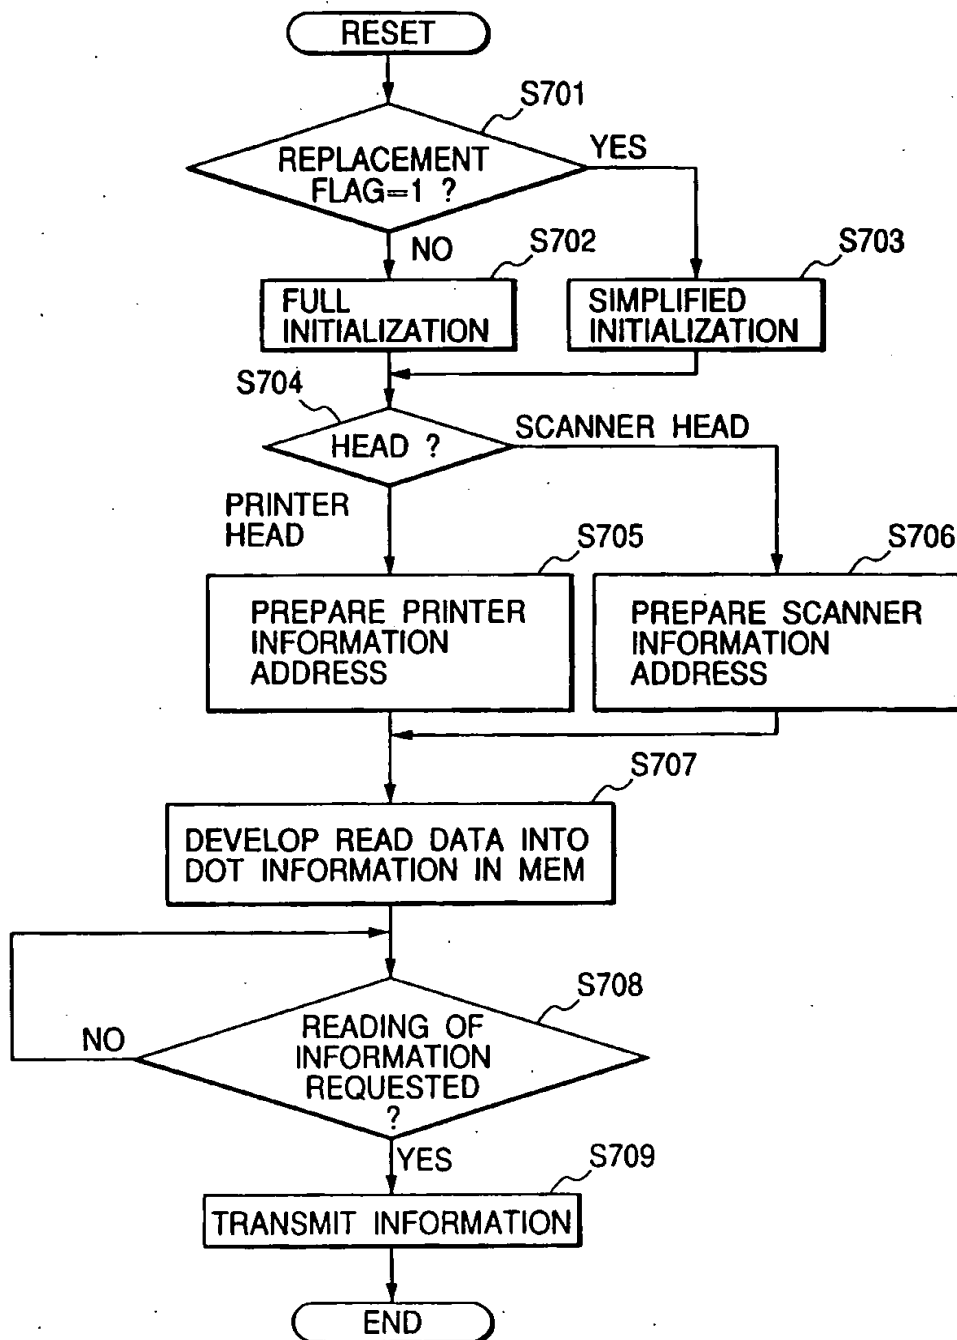 RESET
S701
REPLACEMENT
FLAG=1 ?
YES
NO
S702
S703
FULL
INITIALIZATION
SIMPLIFIED
INITIALIZATION
S704
HEAD ?
SCANNER HEAD
PRINTER
HEAD
S705
S706
PREPARE PRINTER
INFORMATION
ADDRESS
PREPARE SCANNER
INFORMATION
ADDRESS
S707
DEVELOP READ DATA INTO
DOT INFORMATION IN MEM
S708
READING OF
INFORMATION
REQUESTED
?
NO
YES
S709
TRANSMIT INFORMATION
END